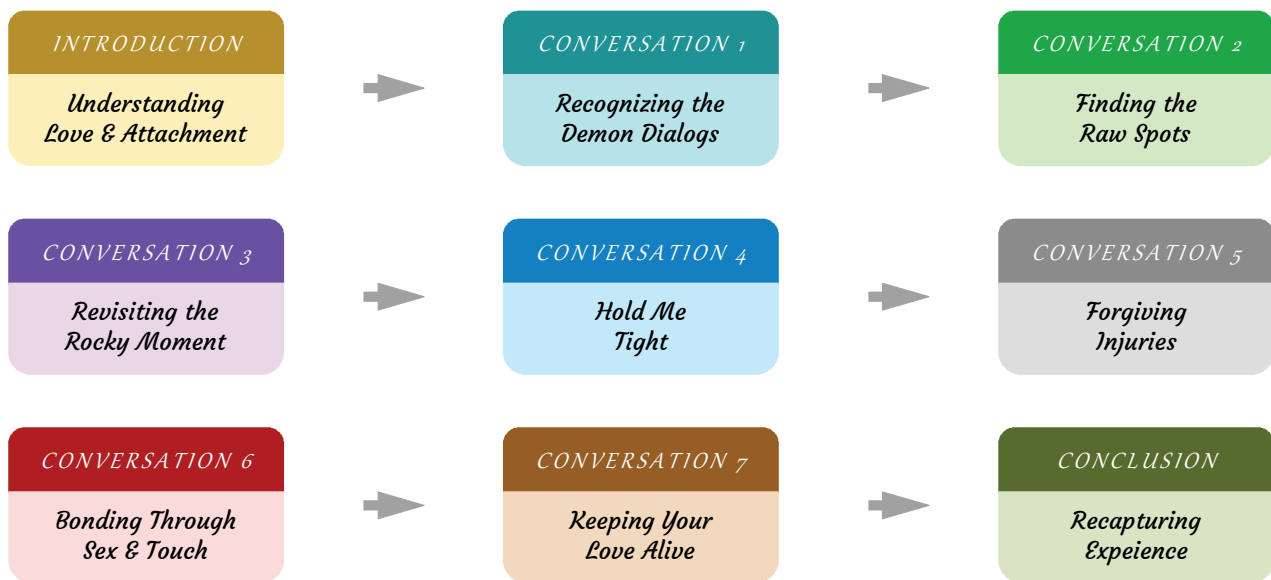 INTRODUCTION
Understanding
Love & Attachment
CONVERSATION 1
Recognizing the
Demon Dialogs
CONVERSATION 2
Finding the
Raw Spots
CONVERSATION 3
Revisiting the
Rocky Moment
CONVERSATION 4
Hold Me
Tight
CONVERSATION 5
Forgiving
Injuries
CONVERSATION 6
Bonding Through
Sex & Touch
CONVERSATION 7
Keeping Your
Love Alive
CONCLUSION
Recapturing
Expeience